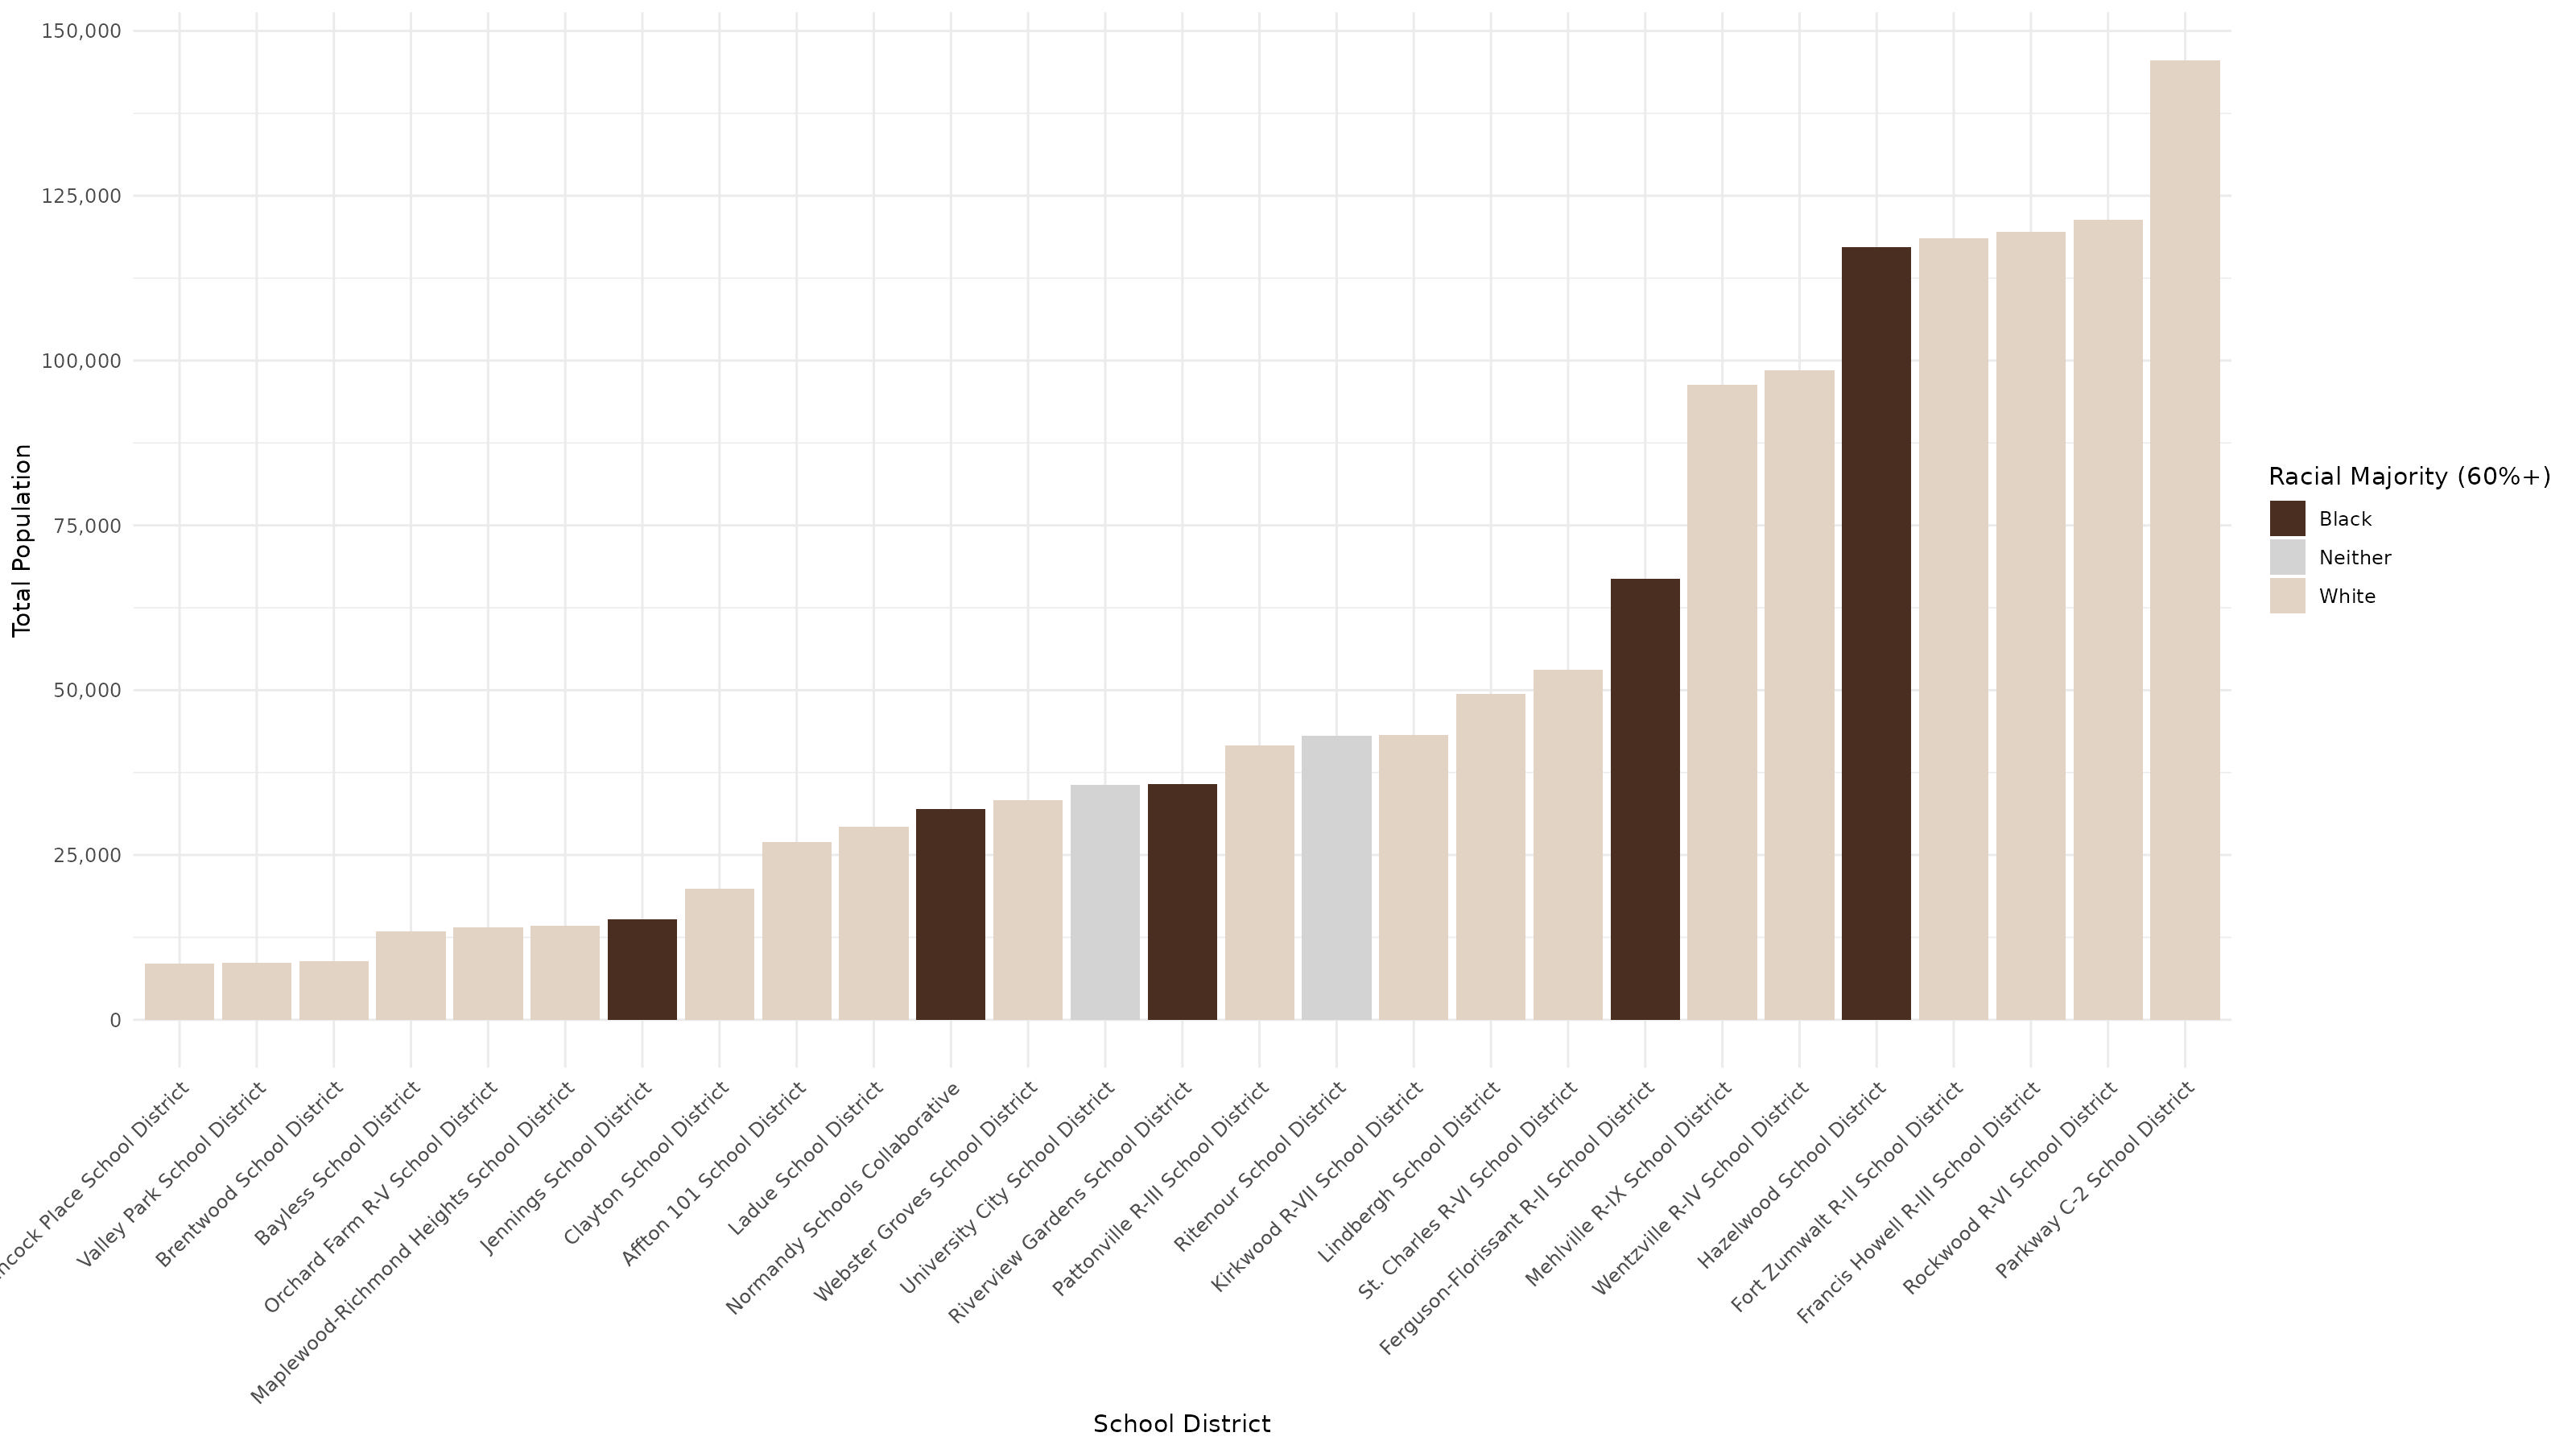 150,000
125,000
100,000
75,000
50,000
25,000
0
Total Population
Place School District
Valley Park School District
Brentwood School District
Bayless School District
Orchard Farm R-V School District
Maplewood-Richmond Heights School District
Jennings School District
Clayton School District
Affton 101 School District
Ladue School District
Normandy Schools Collaborative
Webster Groves School District
University City School District
Riverview Gardens School District
Pattonville R-III School District
Ritenour School District
Kirkwood R-VII School District
Lindbergh School District
St. Charles R-VI School District
Ferguson-Florissant R-II School District
Mehlville R-IX School District
Wentzville R-IV School District
Hazelwood School District
Fort Zumwalt R-II School District
Francis Howell R-III School District
Rockwood R-VI School District
Parkway C-2 School District
School District
Racial Majority (60%+)
Black
Neither
White